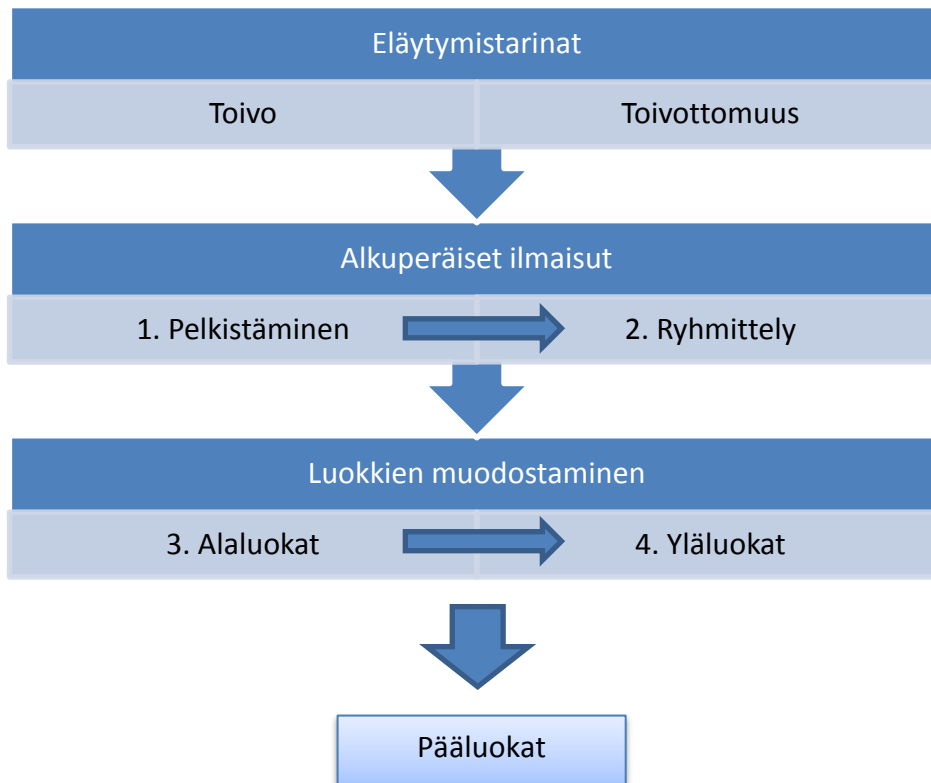 Eläytymistarinat
Toivo
Toivottomuus
Alkuperäiset ilmaisut
1. Pelkistäminen
2. Ryhmittely
Luokkien muodostaminen
3. Alaluokat
4. Yläluokat
Pääluokat